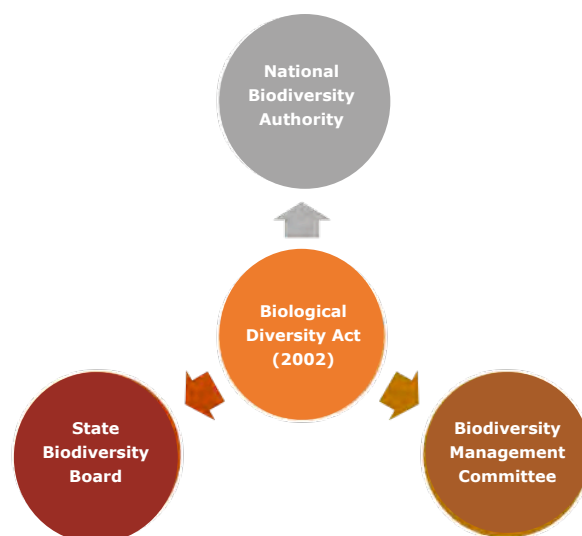 National
Biodiversity
Authority
Biological
Diversity Act
(2002)
State
Biodiversity
Board
Biodiversity
Management
Committee